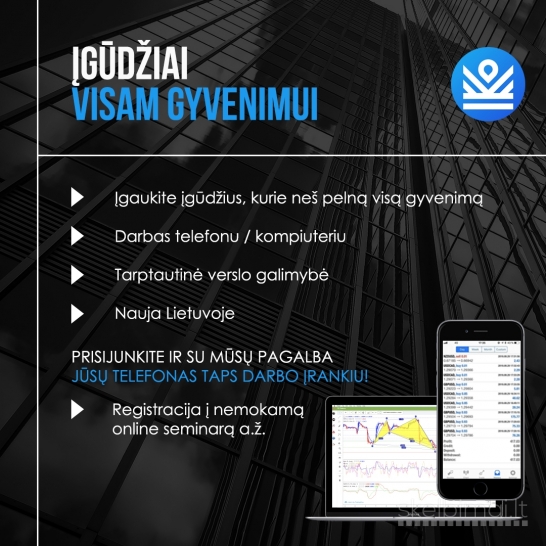 ĮGŪDŽIAI
VISAM GYVENIMUI
Įgaukite įgūdžius, kurie neš pelną visą gyvenimą
Darbas telefonu / kompiuteriu
Tarptautinė verslo galimybė
Nauja Lietuvoje
PRISIJUNKITE IR SU MŪSŲ PAGALBA
JŪSŲ TELEFONAS TAPS DARBO ĮRANKIU!
Registracija į nemokamą
online seminarą a.ž.
skelbimai.lt